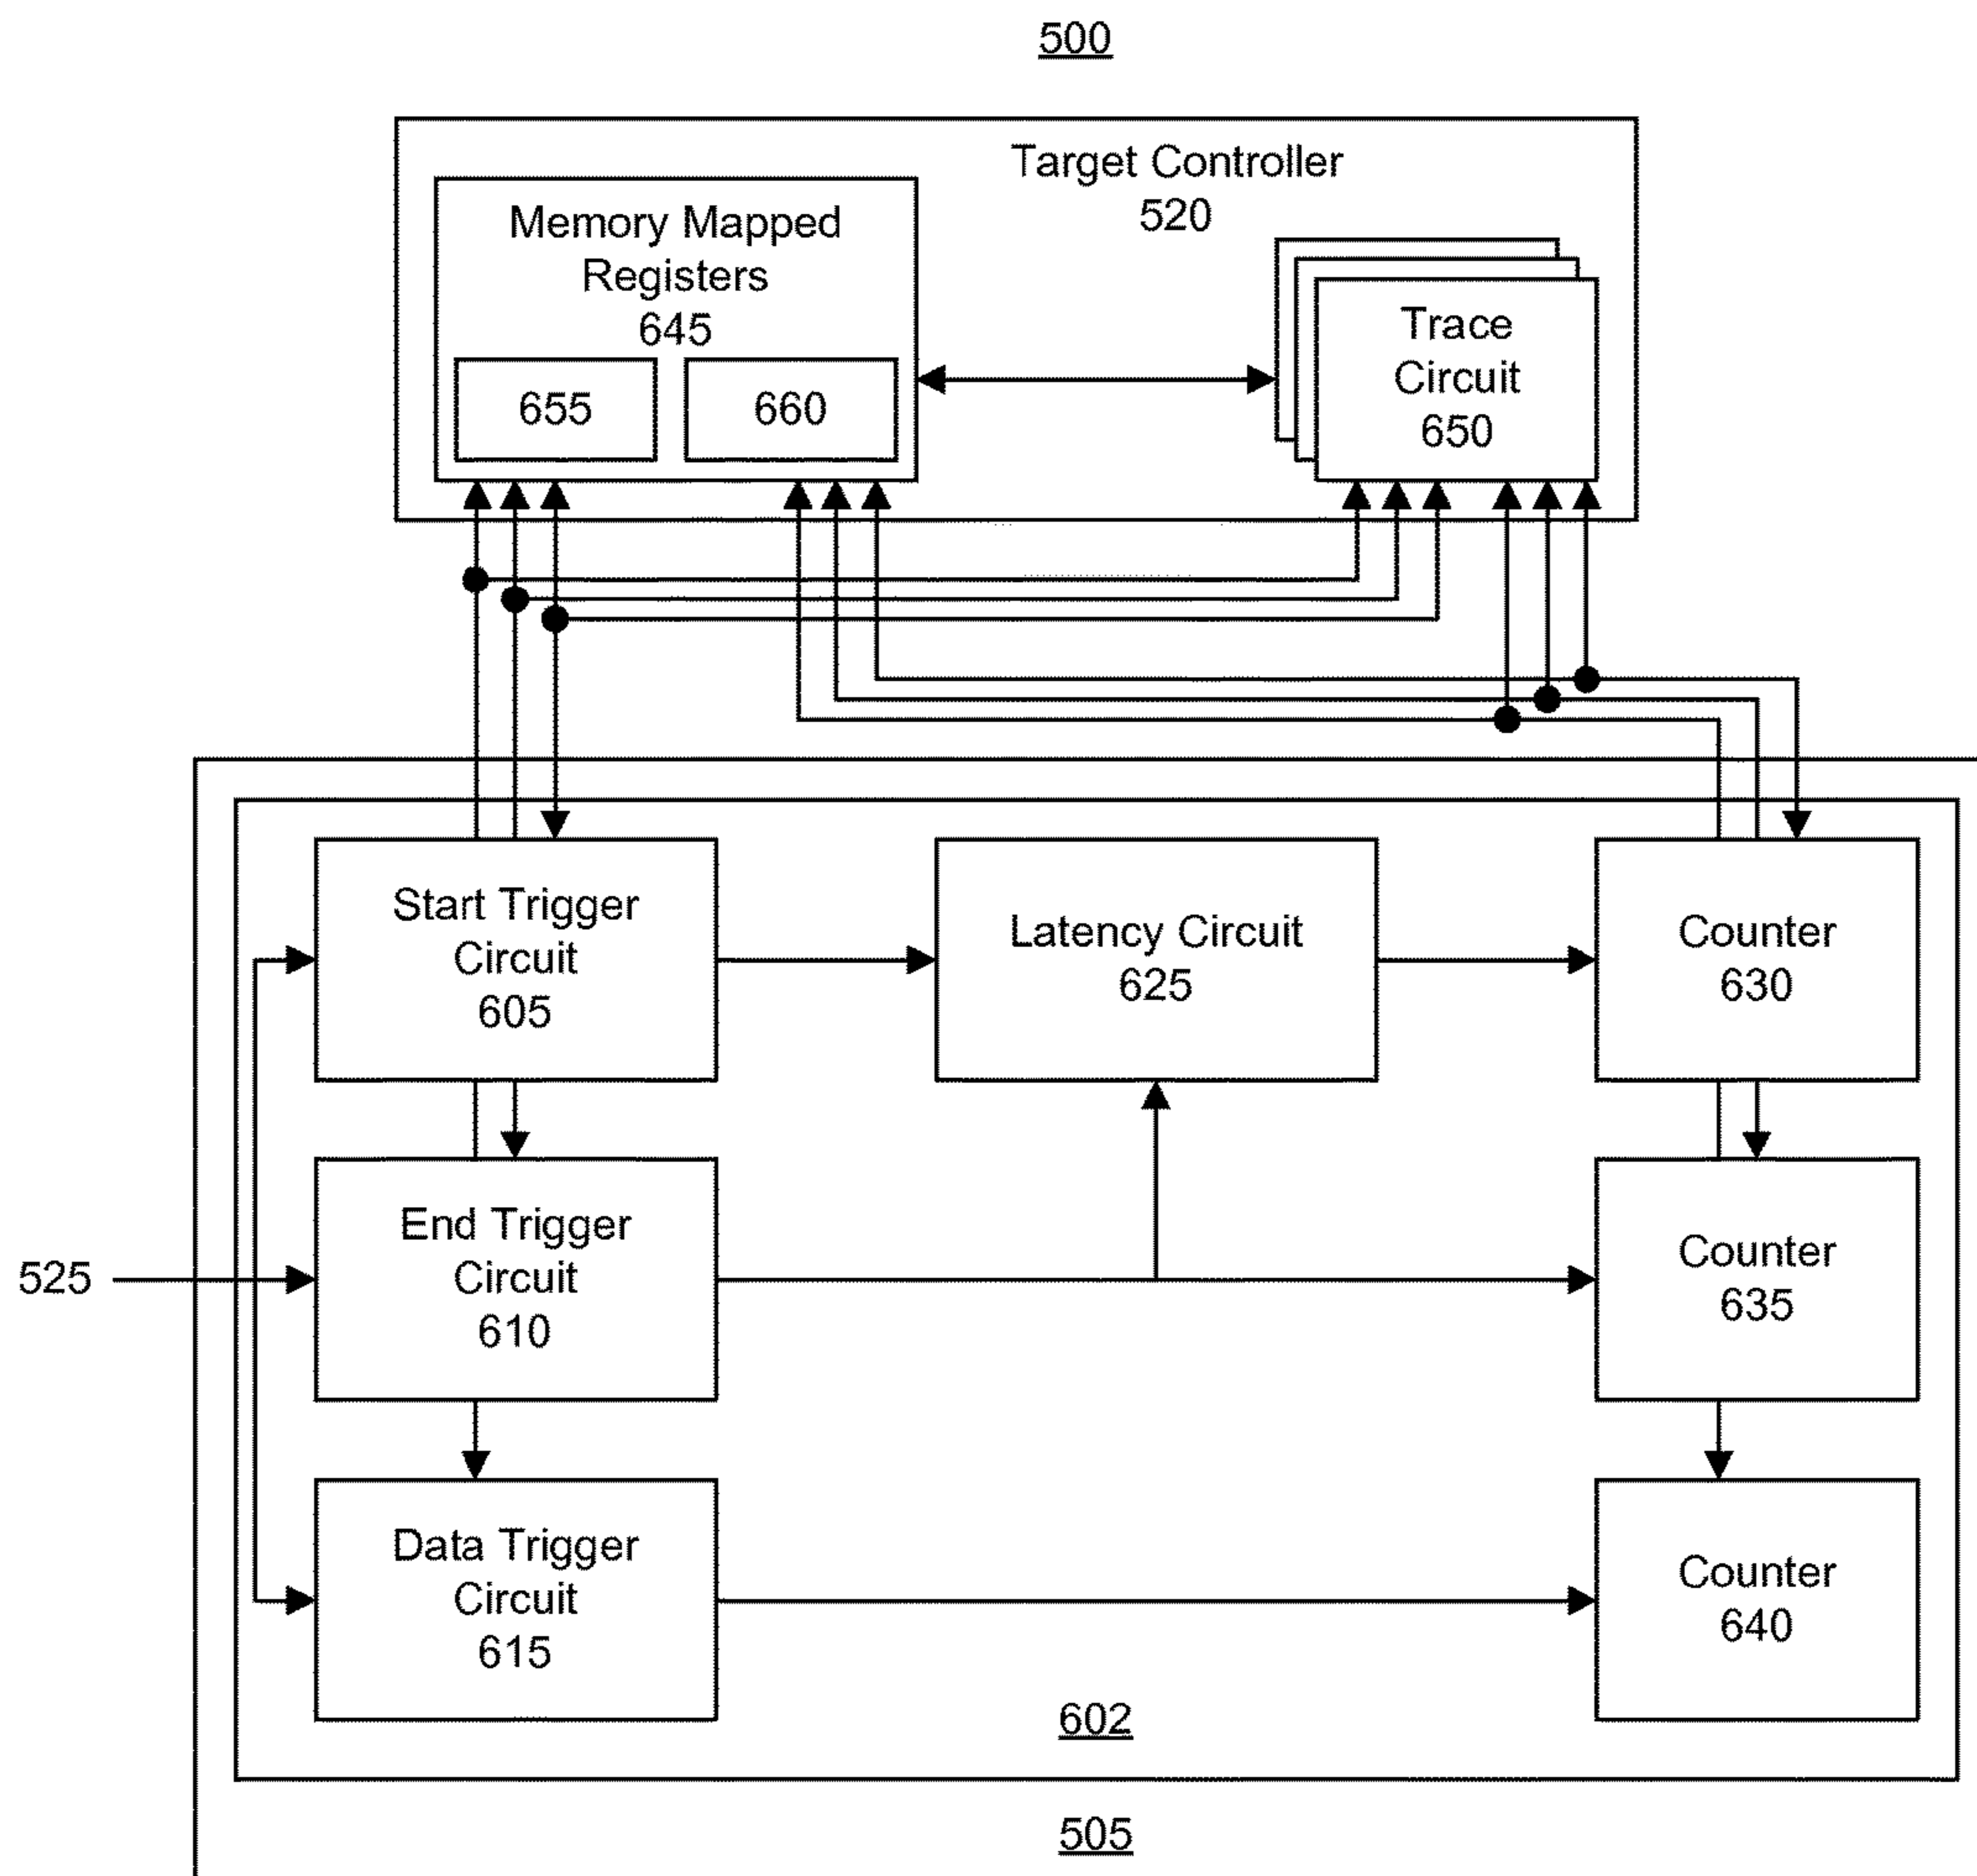 500
Target Controller
520
Memory Mapped
Registers
645
655
660
Trace
Circuit
650
Start Trigger
Circuit
605
Latency Circuit
625
Counter
630
525
End Trigger
Circuit
610
Counter
635
Data Trigger
Circuit
615
Counter
640
602
505